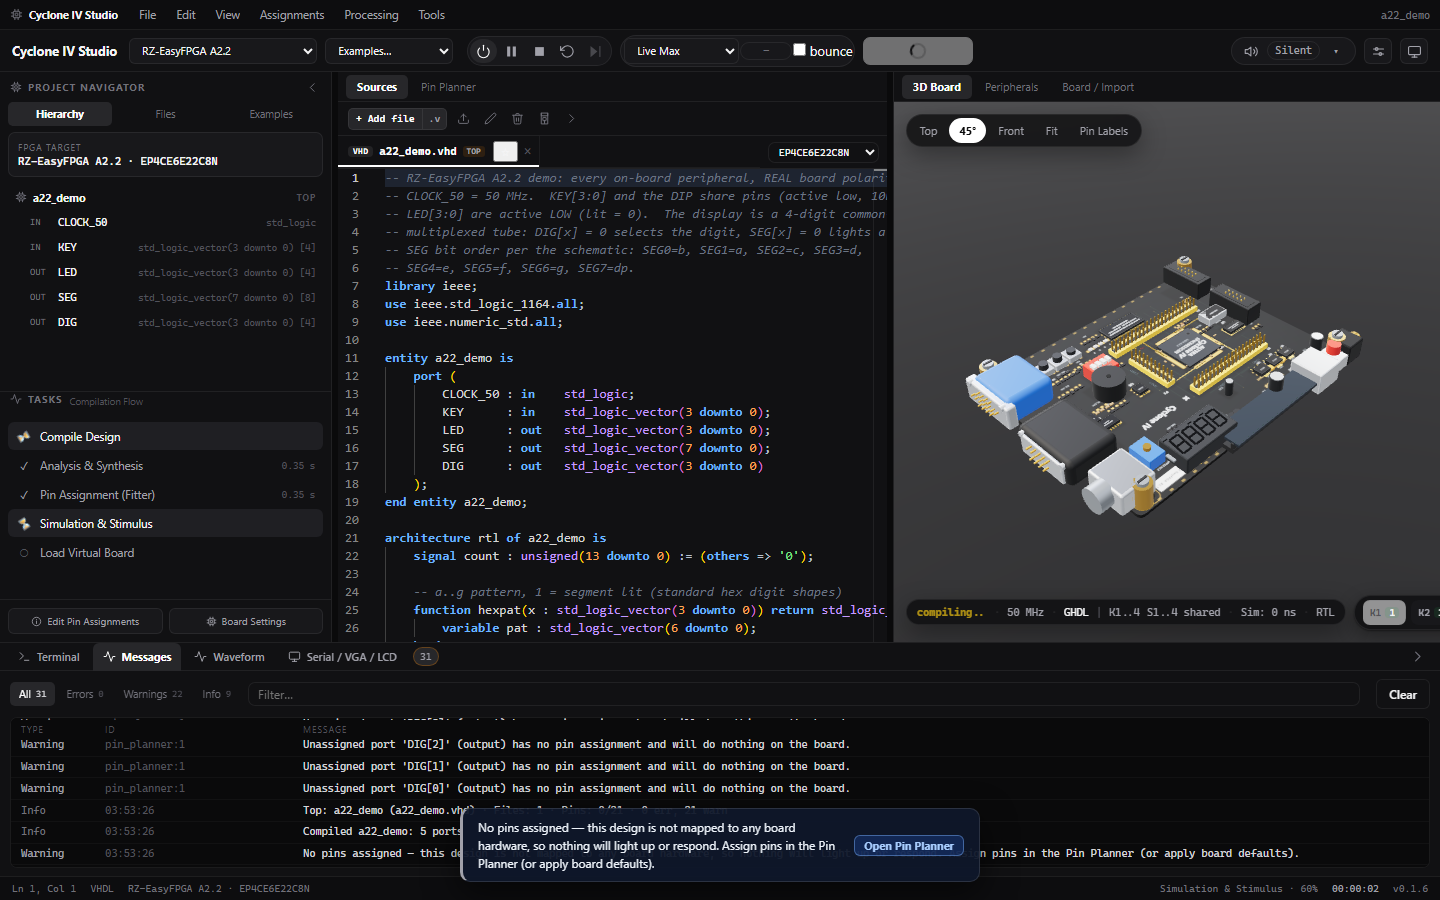 Cyclone IV Studio File Edit View Assignments Processing Tools a22_demo
Cyclone IV Studio RZ-EasyFPGA A2.2 Examples... Live Max – bounce Silent
PROJECT NAVIGATOR
Hierarchy Files Examples
FPGA TARGET
RZ-EasyFPGA A2.2 · EP4CE6E22C8N
a22_demo TOP
IN CLOCK_50 std_logic
IN KEY std_logic_vector(3 downto 0) [4]
OUT LED std_logic_vector(3 downto 0) [4]
OUT SEG std_logic_vector(7 downto 0) [8]
OUT DIG std_logic_vector(3 downto 0) [4]
TASKS Compilation Flow
Compile Design
Analysis & Synthesis 0.35 s
Pin Assignment (Fitter) 0.35 s
Simulation & Stimulus
Load Virtual Board
Edit Pin Assignments Board Settings
Sources Pin Planner
+ Add file .v
VHD a22_demo.vhd TOP × EP4CE6E22C8N
1 -- RZ-EasyFPGA A2.2 demo: every on-board peripheral, REAL board polari
2 -- CLOCK_50 = 50 MHz. KEY[3:0] and the DIP share pins (active low, 10
3 -- LED[3:0] are active LOW (lit = 0). The display is a 4-digit common
4 -- multiplexed tube: DIG[x] = 0 selects the digit, SEG[x] = 0 lights a
5 -- SEG bit order per the schematic: SEG0=b, SEG1=a, SEG2=c, SEG3=d,
6 -- SEG4=e, SEG5=f, SEG6=g, SEG7=dp.
7 library ieee;
8 use ieee.std_logic_1164.all;
9 use ieee.numeric_std.all;
10
11 entity a22_demo is
12 port (
13 CLOCK_50 : in std_logic;
14 KEY : in std_logic_vector(3 downto 0);
15 LED : out std_logic_vector(3 downto 0);
16 SEG : out std_logic_vector(7 downto 0);
17 DIG : out std_logic_vector(3 downto 0)
18 );
19 end entity a22_demo;
20
21 architecture rtl of a22_demo is
22 signal count : unsigned(13 downto 0) := (others => '0');
23
24 -- a..g pattern, 1 = segment lit (standard hex digit shapes)
25 function hexpat(x : std_logic_vector(3 downto 0)) return std_logic_
26 variable pat : std_logic_vector(6 downto 0);
3D Board Peripherals Board / Import
Top 45° Front Fit Pin Labels
Cyclone IV
compiling.. · 50 MHz · GHDL | K1..4 S1..4 shared · Sim: 0 ns · RTL K1 1 K2
Terminal Messages Waveform Serial / VGA / LCD 31
All 31 Errors 0 Warnings 22 Info 9 Filter... Clear
TYPE ID MESSAGE
Warning pin_planner:1 Unassigned port 'DIG[2]' (output) has no pin assignment and will do nothing on the board.
Warning pin_planner:1 Unassigned port 'DIG[1]' (output) has no pin assignment and will do nothing on the board.
Warning pin_planner:1 Unassigned port 'DIG[0]' (output) has no pin assignment and will do nothing on the board.
Info 03:53:26 Top: a22_demo (a22_demo.vhd)
Info 03:53:26 Compiled a22_demo: 5 ports
Warning 03:53:26 No pins assigned — this pins in the Pin Planner (or apply board defaults).
No pins assigned — this design is not mapped to any board
hardware, so nothing will light up or respond. Assign pins in the Pin
Planner (or apply board defaults).
Open Pin Planner
Ln 1, Col 1 VHDL RZ-EasyFPGA A2.2 · EP4CE6E22C8N Simulation & Stimulus · 60% 00:00:02 v0.1.6